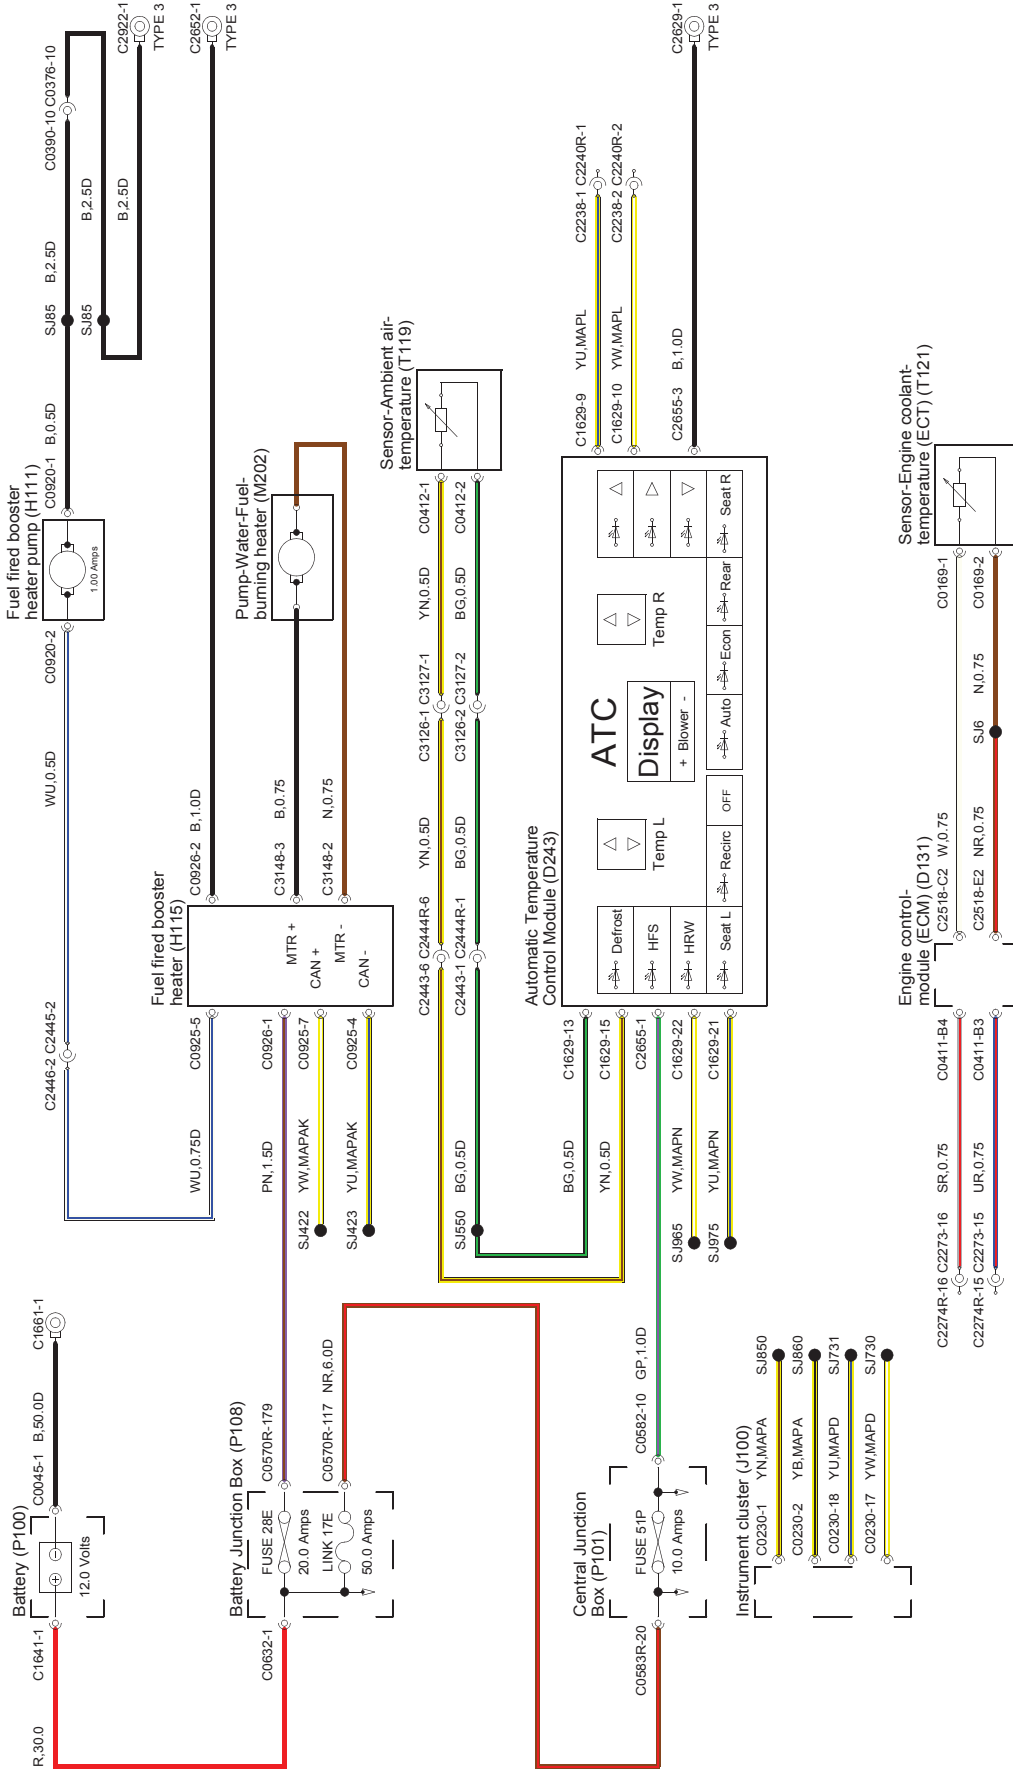 Battery (P100)
C1641-1
R,30.0
12.0 Volts
C0045-1 B,50.0D
C1661-1
Battery Junction Box (P108)
C0632-1
FUSE 28E
20.0 Amps
LINK 17E
50.0 Amps
C0570R-179
C0570R-117 NR,6.0D
Central Junction
Box (P101)
C0583R-20
FUSE 51P
10.0 Amps
C0582-10 GP,1.0D
Instrument cluster (J100)
C0230-1 YN,MAPA SJ850
C0230-2 YB,MAPA SJ860
C0230-18 YU,MAPD SJ731
C0230-17 YW,MAPD SJ730
Fuel fired booster
heater pump (H111)
1.00 Amps
C2446-2 C2445-2
WU,0.5D
C0920-2
C0920-1
B,0.5D
SJ85
B,2.5D
C0390-10 C0376-10
SJ85
B,2.5D
B,2.5D
C2922-1
TYPE 3
Fuel fired booster
heater (H115)
MTR +
CAN +
MTR -
CAN -
WU,0.75D C0925-5
PN,1.5D C0926-1
SJ422 YW,MAPAK C0925-7
SJ423 YU,MAPAK C0925-4
C0926-2 B,1.0D
C2652-1
TYPE 3
C3148-3 B,0.75
C3148-2 N,0.75
Pump-Water-Fuel-
burning heater (M202)
Sensor-Ambient air-
temperature (T119)
C2443-6 C2444R-6 YN,0.5D C3126-1 C3127-1 YN,0.5D C0412-1
SJ550 BG,0.5D C2443-1 C2444R-1 BG,0.5D C3126-2 C3127-2 BG,0.5D C0412-2
Automatic Temperature
Control Module (D243)
BG,0.5D C1629-13
YN,0.5D C1629-15
C2655-1
SJ965 YW,MAPN C1629-22
SJ975 YU,MAPN C1629-21
Defrost
HFS
HRW
Seat L
Recirc
OFF
Temp L
ATC
Display
+ Blower -
Auto
Econ
Rear
Seat R
Temp R
C1629-9 YU,MAPL C2238-1 C2240R-1
C1629-10 YW,MAPL C2238-2 C2240R-2
C2655-3 B,1.0D
C2629-1
TYPE 3
Engine control-
module (ECM) (D131)
C2274R-16 C2273-16 SR,0.75 C0411-B4
C2274R-15 C2273-15 UR,0.75 C0411-B3
C2518-C2 W,0.75 C0169-1
C2518-E2 NR,0.75 SJ6 N,0.75 C0169-2
Sensor-Engine coolant-
temperature (ECT) (T121)